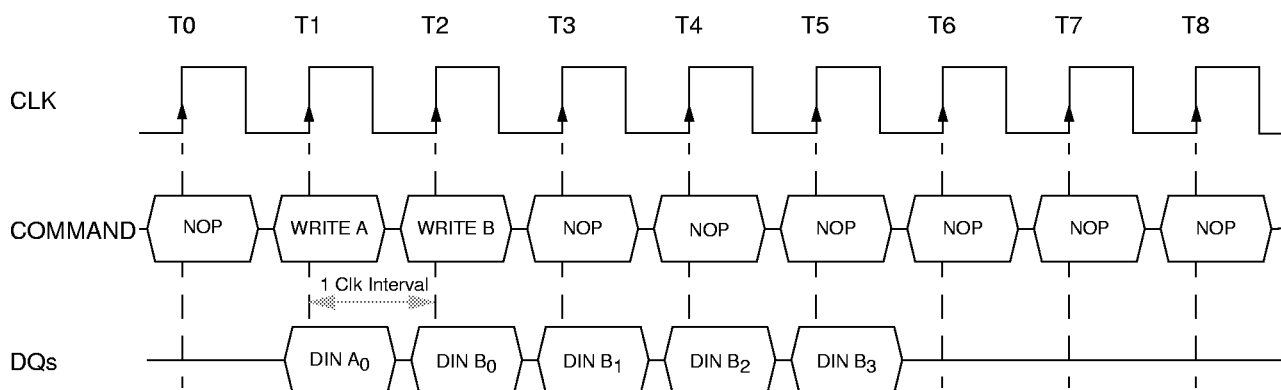 T0 T1 T2 T3 T4 T5 T6 T7 T8
CLK
COMMAND NOP WRITE A WRITE B NOP NOP NOP NOP NOP NOP
1 Clk Interval
DQs DIN A0 DIN B0 DIN B1 DIN B2 DIN B3